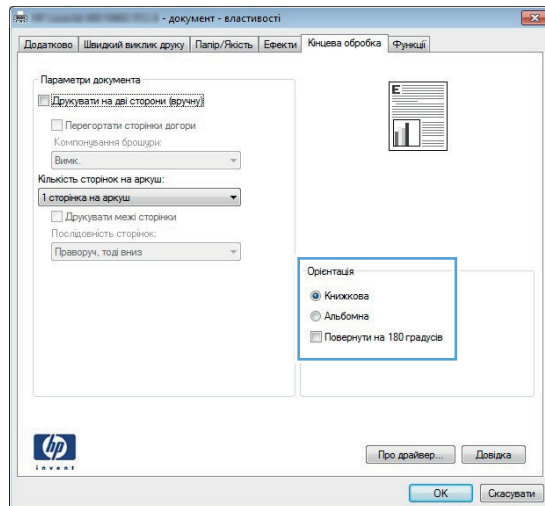 - документ - властивості
Додатково Швидкий виклик друку Папір/Якість Ефекти Кінцева обробка Функції
Параметри документа
Друкувати на дві сторони (вручну)
Перегортати сторінки догори
Компонування брошури:
Вимк.
Кількість сторінок на аркуш:
1 сторінка на аркуш
Друкувати межі сторінки
Послідовність сторінок:
Праворуч, тоді вниз
E
Орієнтація
Книжкова
Альбомна
Повернути на 180 градусів
hp
invent
Про драйвер... Довідка
OK Скасувати